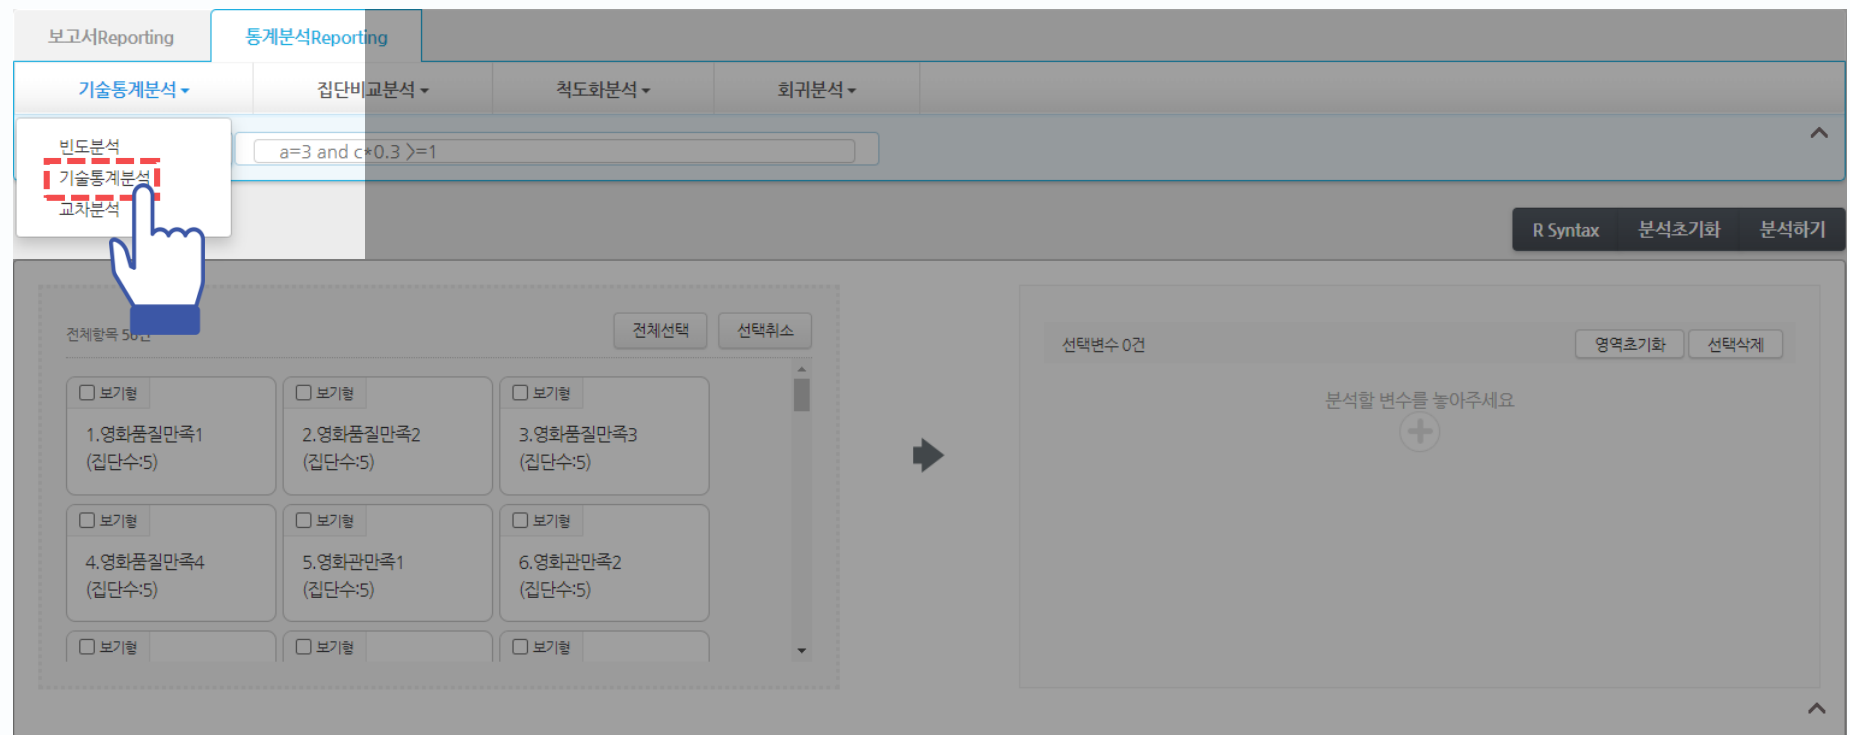 보고서Reporting
통계분석Reporting
기술통계분석
집단비교분석
척도화분석
회귀분석
빈도분석
기술통계분석
교차분석
a=3 and c*0.3 >=1
R Syntax
분석초기화
분석하기
전체항목
전체선택
선택취소
보기형
1.영화품질만족1
(집단수:5)
보기형
2.영화품질만족2
(집단수:5)
보기형
3.영화품질만족3
(집단수:5)
보기형
4.영화품질만족4
(집단수:5)
보기형
5.영화관만족1
(집단수:5)
보기형
6.영화관만족2
(집단수:5)
보기형
보기형
보기형
선택변수 0건
영역초기화
선택삭제
분석할 변수를 놓아주세요